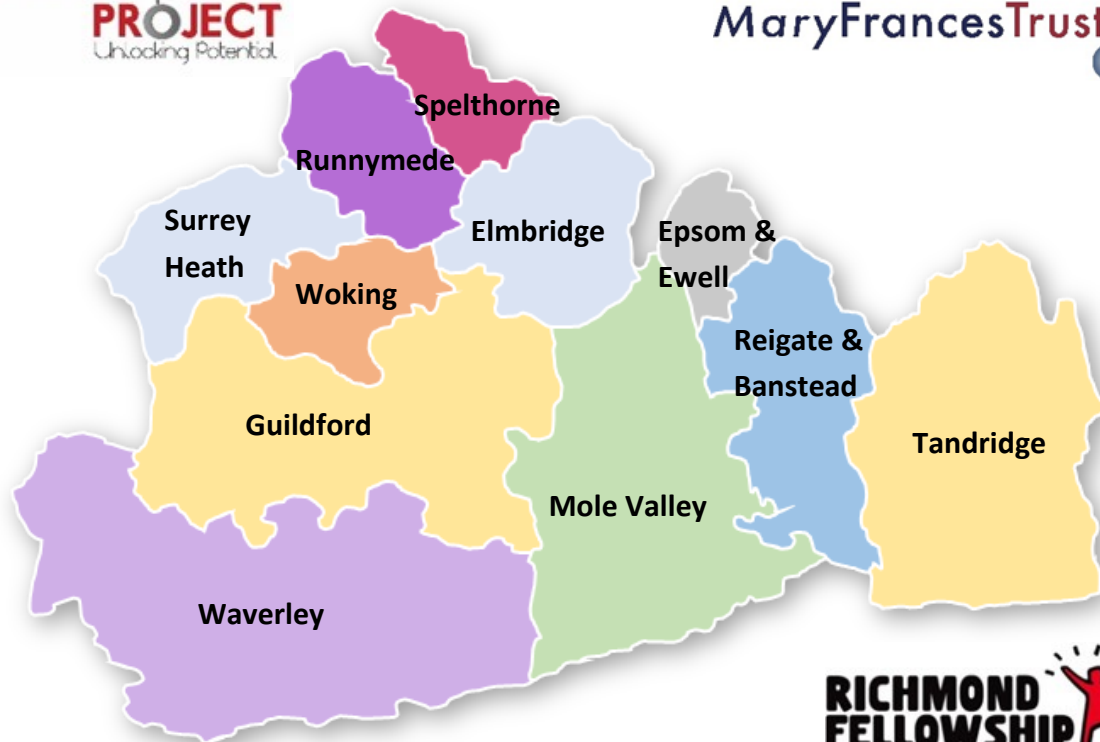 PROJECT
Unlocking Potential
MaryFrancesTrust
Spelthorne
Runnymede
Surrey
Heath
Elmbridge
Epsom &
Ewell
Woking
Reigate &
Banstead
Guildford
Tandridge
Mole Valley
Waverley
RICHMOND
FELLOWSHIP